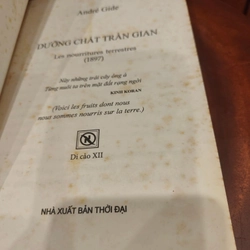 André Gide
DƯỠNG CHẤT TRẦN GIAN
Les nourritures terrestres
(1897)
Này những trái cây ứng ở
Từng nuôi ta trên mặt đất rạng ngời
KINH KORAN
(Voici les fruits dont nous
nous sommes nourris sur la terre.)
Di cảo XII
NHÀ XUẤT BẢN THỜI ĐẠI